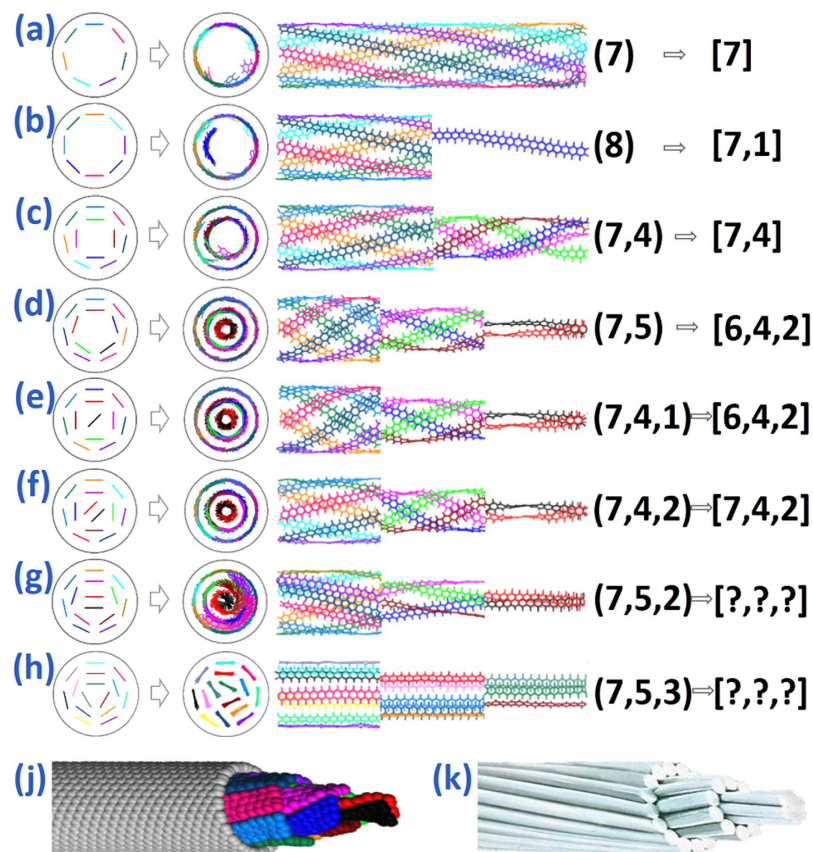 (a) (7) ⇨ [7]
(b) (8) ⇨ [7,1]
(c) (7,4) ⇨ [7,4]
(d) (7,5) ⇨ [6,4,2]
(e) (7,4,1)⇨[6,4,2]
(f) (7,4,2)⇨[7,4,2]
(g) (7,5,2)⇨[?,?,?]
(h) (7,5,3)⇨[?,?,?]
(j) (k)